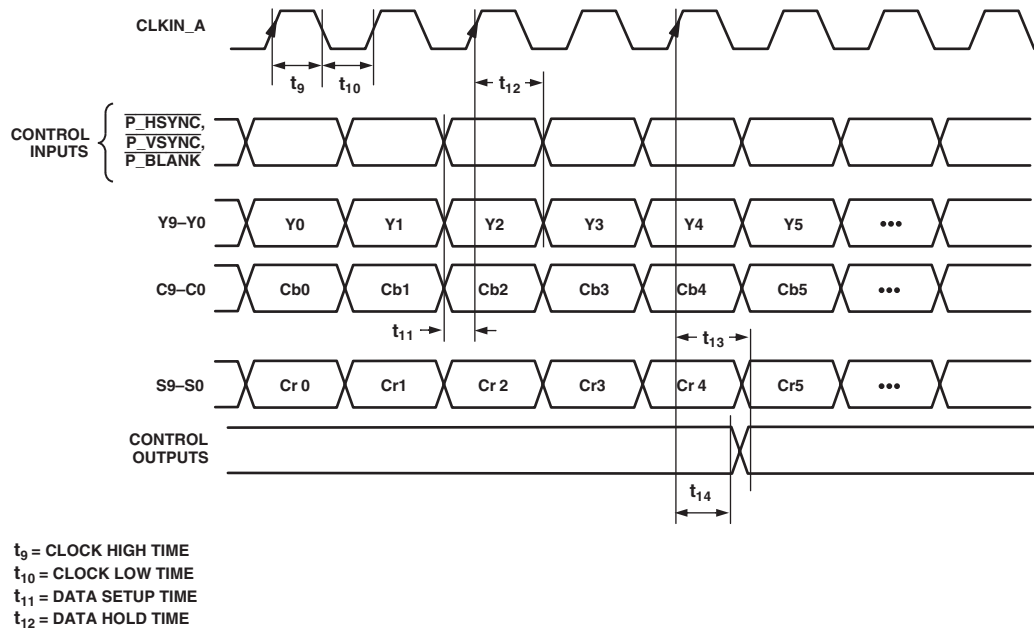 CLKIN_A
t9
t10
t12
CONTROL INPUTS
P_HSYNC,
P_VSYNC,
P_BLANK
Y9–Y0
Y0 Y1 Y2 Y3 Y4 Y5 •••
C9–C0
Cb0 Cb1 Cb2 Cb3 Cb4 Cb5 •••
t11
t13
S9–S0
Cr 0 Cr1 Cr 2 Cr3 Cr 4 Cr5 •••
CONTROL
OUTPUTS
t14
t9 = CLOCK HIGH TIME
t10 = CLOCK LOW TIME
t11 = DATA SETUP TIME
t12 = DATA HOLD TIME